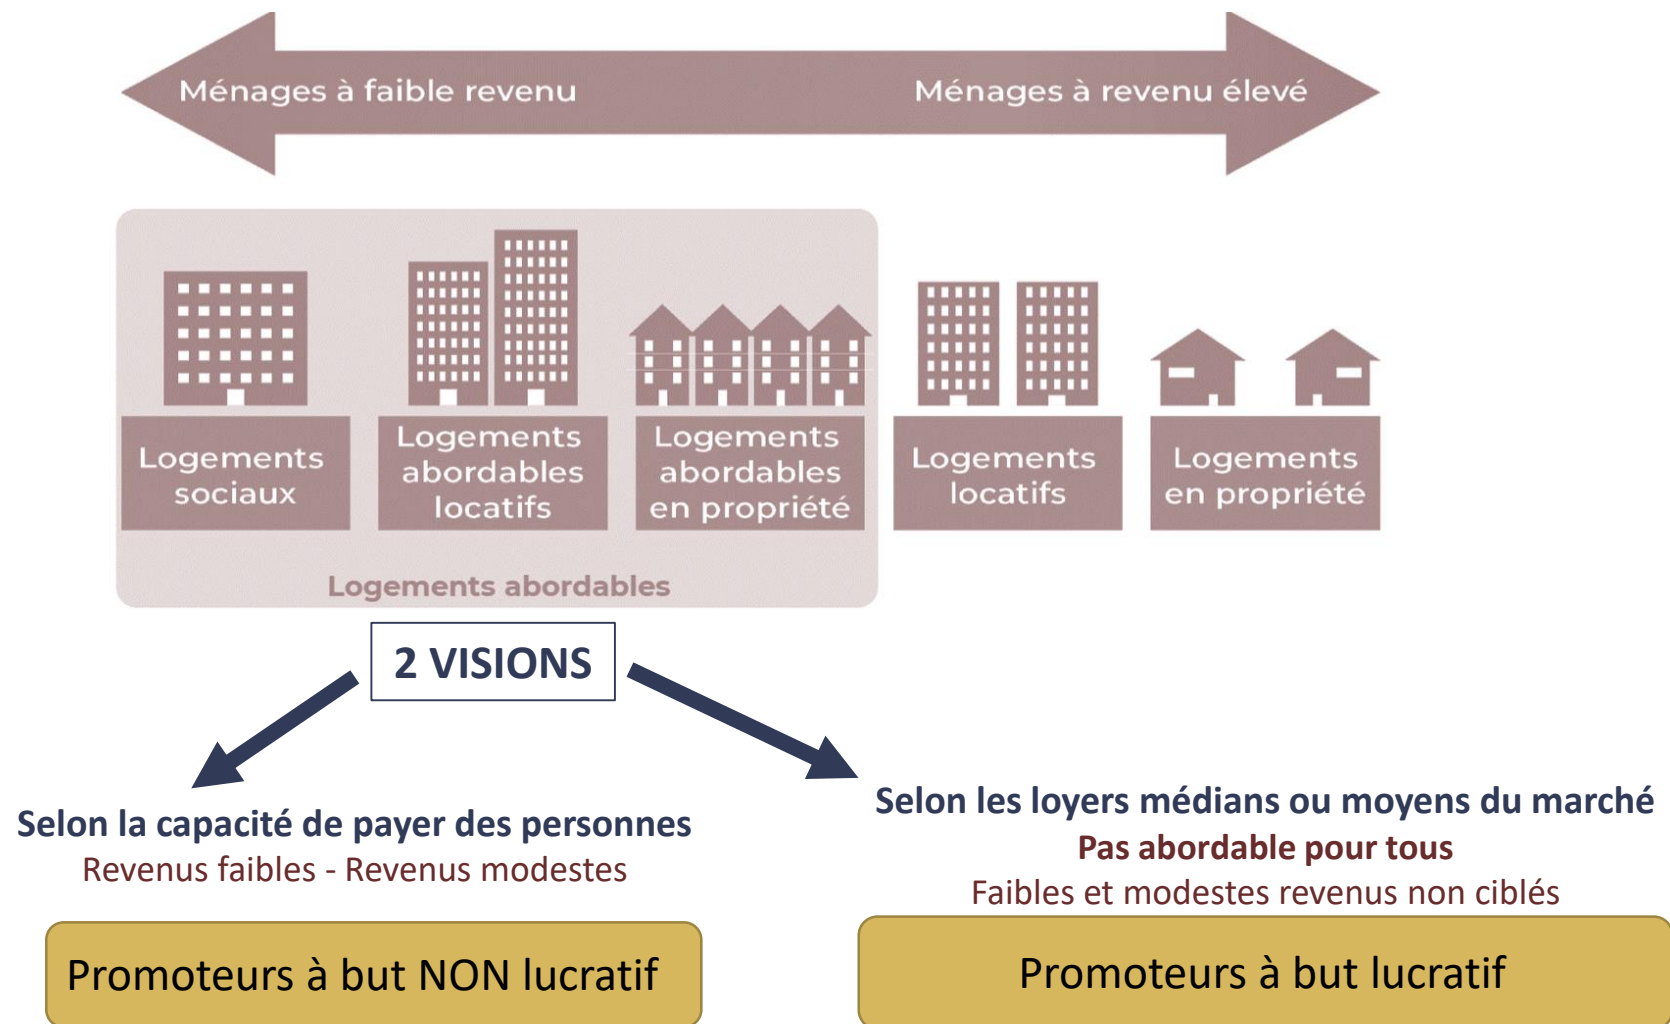 Ménages à faible revenu
Ménages à revenu élevé
Logements
sociaux
Logements
abordables
locatifs
Logements
abordables
en propriété
Logements
locatifs
Logements
en propriété
Logements abordables
2 VISIONS
Selon la capacité de payer des personnes
Revenus faibles - Revenus modestes
Promoteurs à but NON lucratif
Selon les loyers médians ou moyens du marché
Pas abordable pour tous
Faibles et modestes revenus non ciblés
Promoteurs à but lucratif